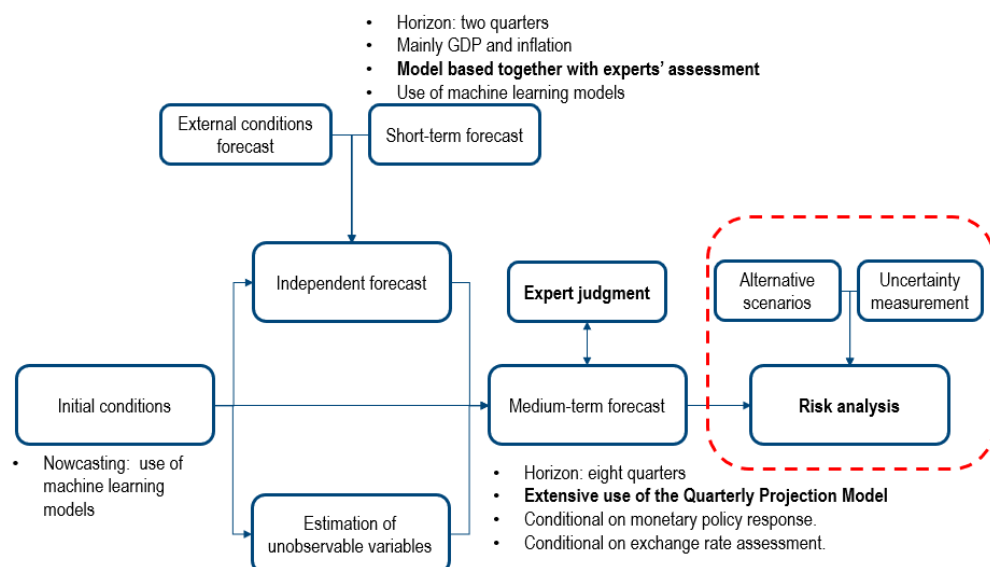 • Horizon: two quarters
• Mainly GDP and inflation
• Model based together with experts' assessment
• Use of machine learning models
External conditions
forecast
Short-term forecast
Independent forecast
Expert judgment
Alternative
scenarios
Uncertainty
measurement
Initial conditions
Medium-term forecast
Risk analysis
• Nowcasting: use of
machine learning
models
• Horizon: eight quarters
• Extensive use of the Quarterly Projection Model
• Conditional on monetary policy response.
• Conditional on exchange rate assessment.
Estimation of
unobservable variables